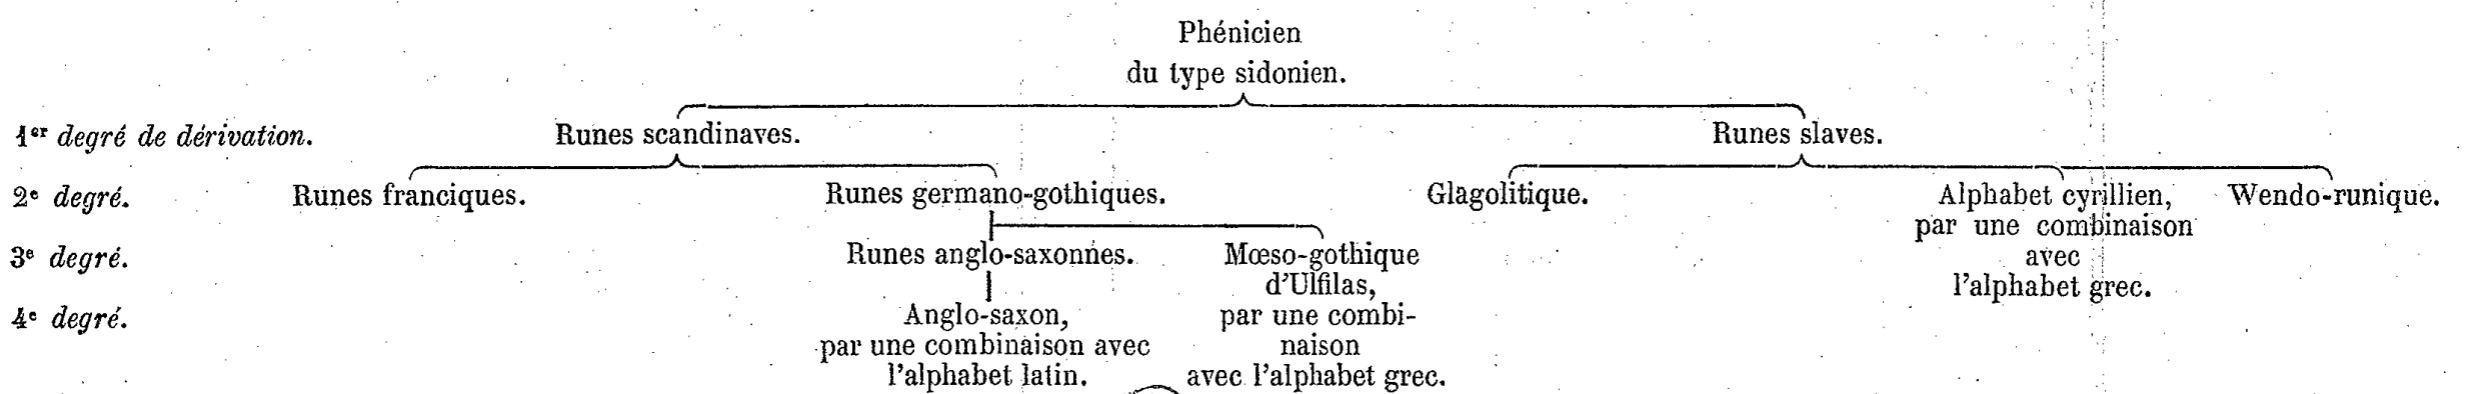 Phénicien
du type sidonien.
1er degré de dérivation. Runes scandinaves. Runes slaves.
2e degré. Runes franciques. Runes germano-gothiques. Glagolitique. Alphabet cyrillien, Wendo-runique.
par une combinaison
3e degré. Runes anglo-saxonnes. Mœso-gothique avec
d'Ulfilas, l'alphabet grec.
4e degré. Anglo-saxon, par une combi-
par une combinaison avec naison
l'alphabet latin. avec l'alphabet grec.